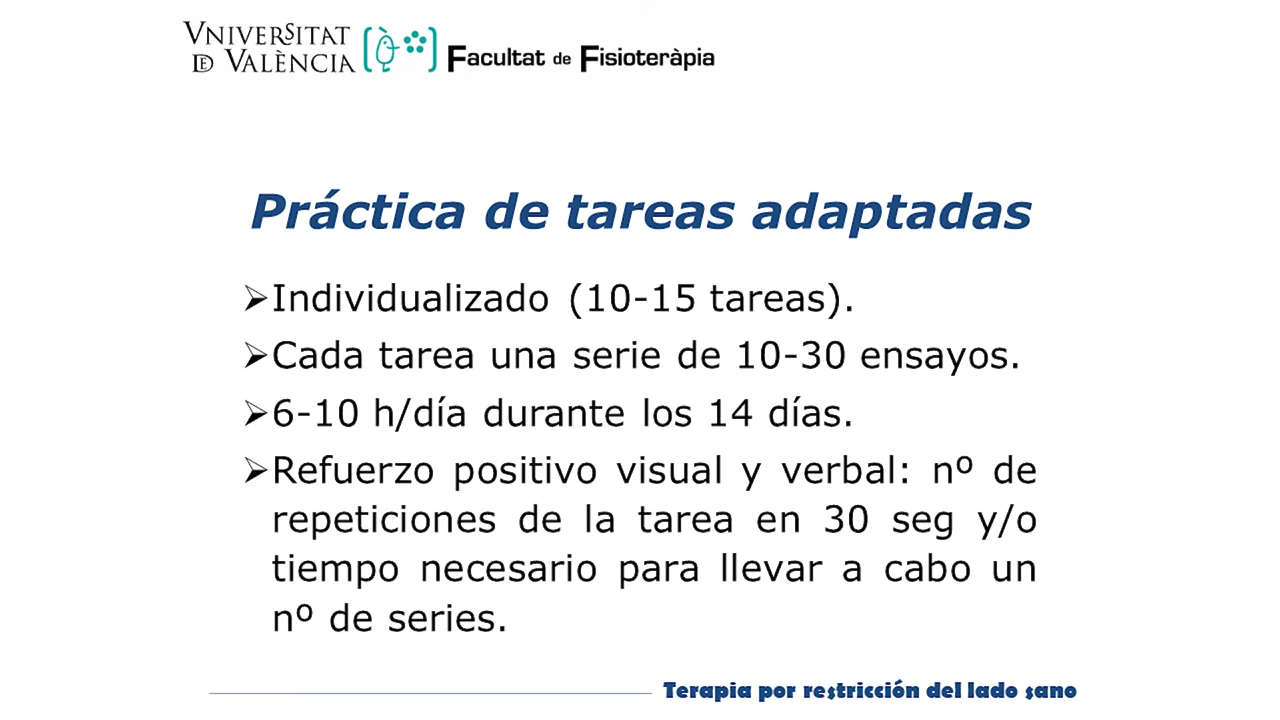 VNIVERSITAT
DE VALÈNCIA
Facultat de Fisioteràpia
Práctica de tareas adaptadas
➢Individualizado (10-15 tareas).
➢Cada tarea una serie de 10-30 ensayos.
➢6-10 h/día durante los 14 días.
➢Refuerzo positivo visual y verbal: nº de
repeticiones de la tarea en 30 seg y/o
tiempo necesario para llevar a cabo un
nº de series.
Terapia por restricción del lado sano